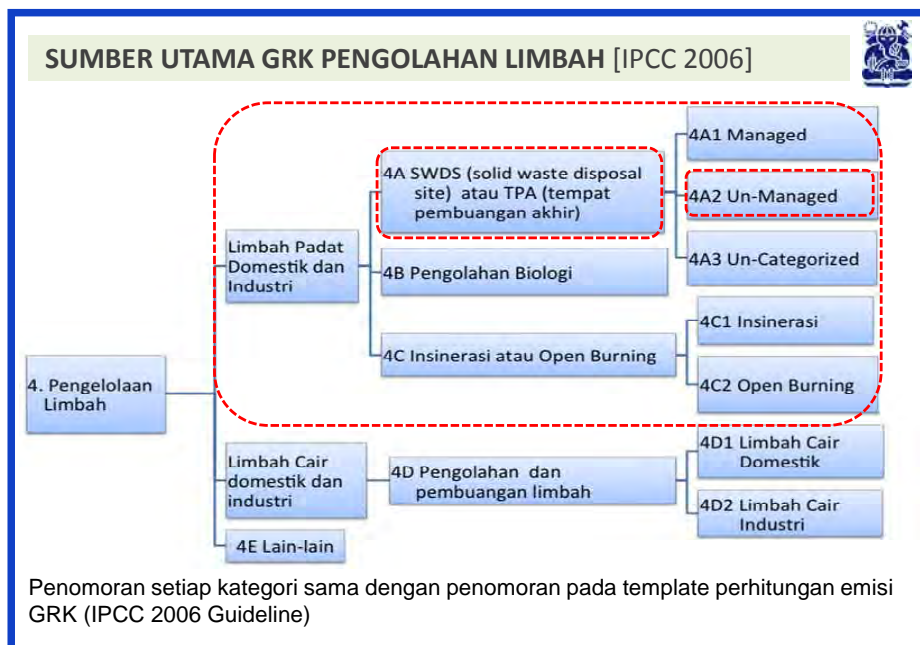 SUMBER UTAMA GRK PENGOLAHAN LIMBAH [IPCC 2006]
4A1 Managed
4A SWDS (solid waste disposal
site) atau TPA (tempat
pembuangan akhir)
4A2 Un-Managed
Limbah Padat
Domestik dan
Industri
4A3 Un-Categorized
4B Pengolahan Biologi
4C1 Insinerasi
4C Insinerasi atau Open Burning
4C2 Open Burning
4. Pengelolaan
Limbah
Limbah Cair
domestik dan
industri
4D Pengolahan dan
pembuangan limbah
4D1 Limbah Cair
Domestik
4D2 Limbah Cair
Industri
4E Lain-lain
Penomoran setiap kategori sama dengan penomoran pada template perhitungan emisi
GRK (IPCC 2006 Guideline)